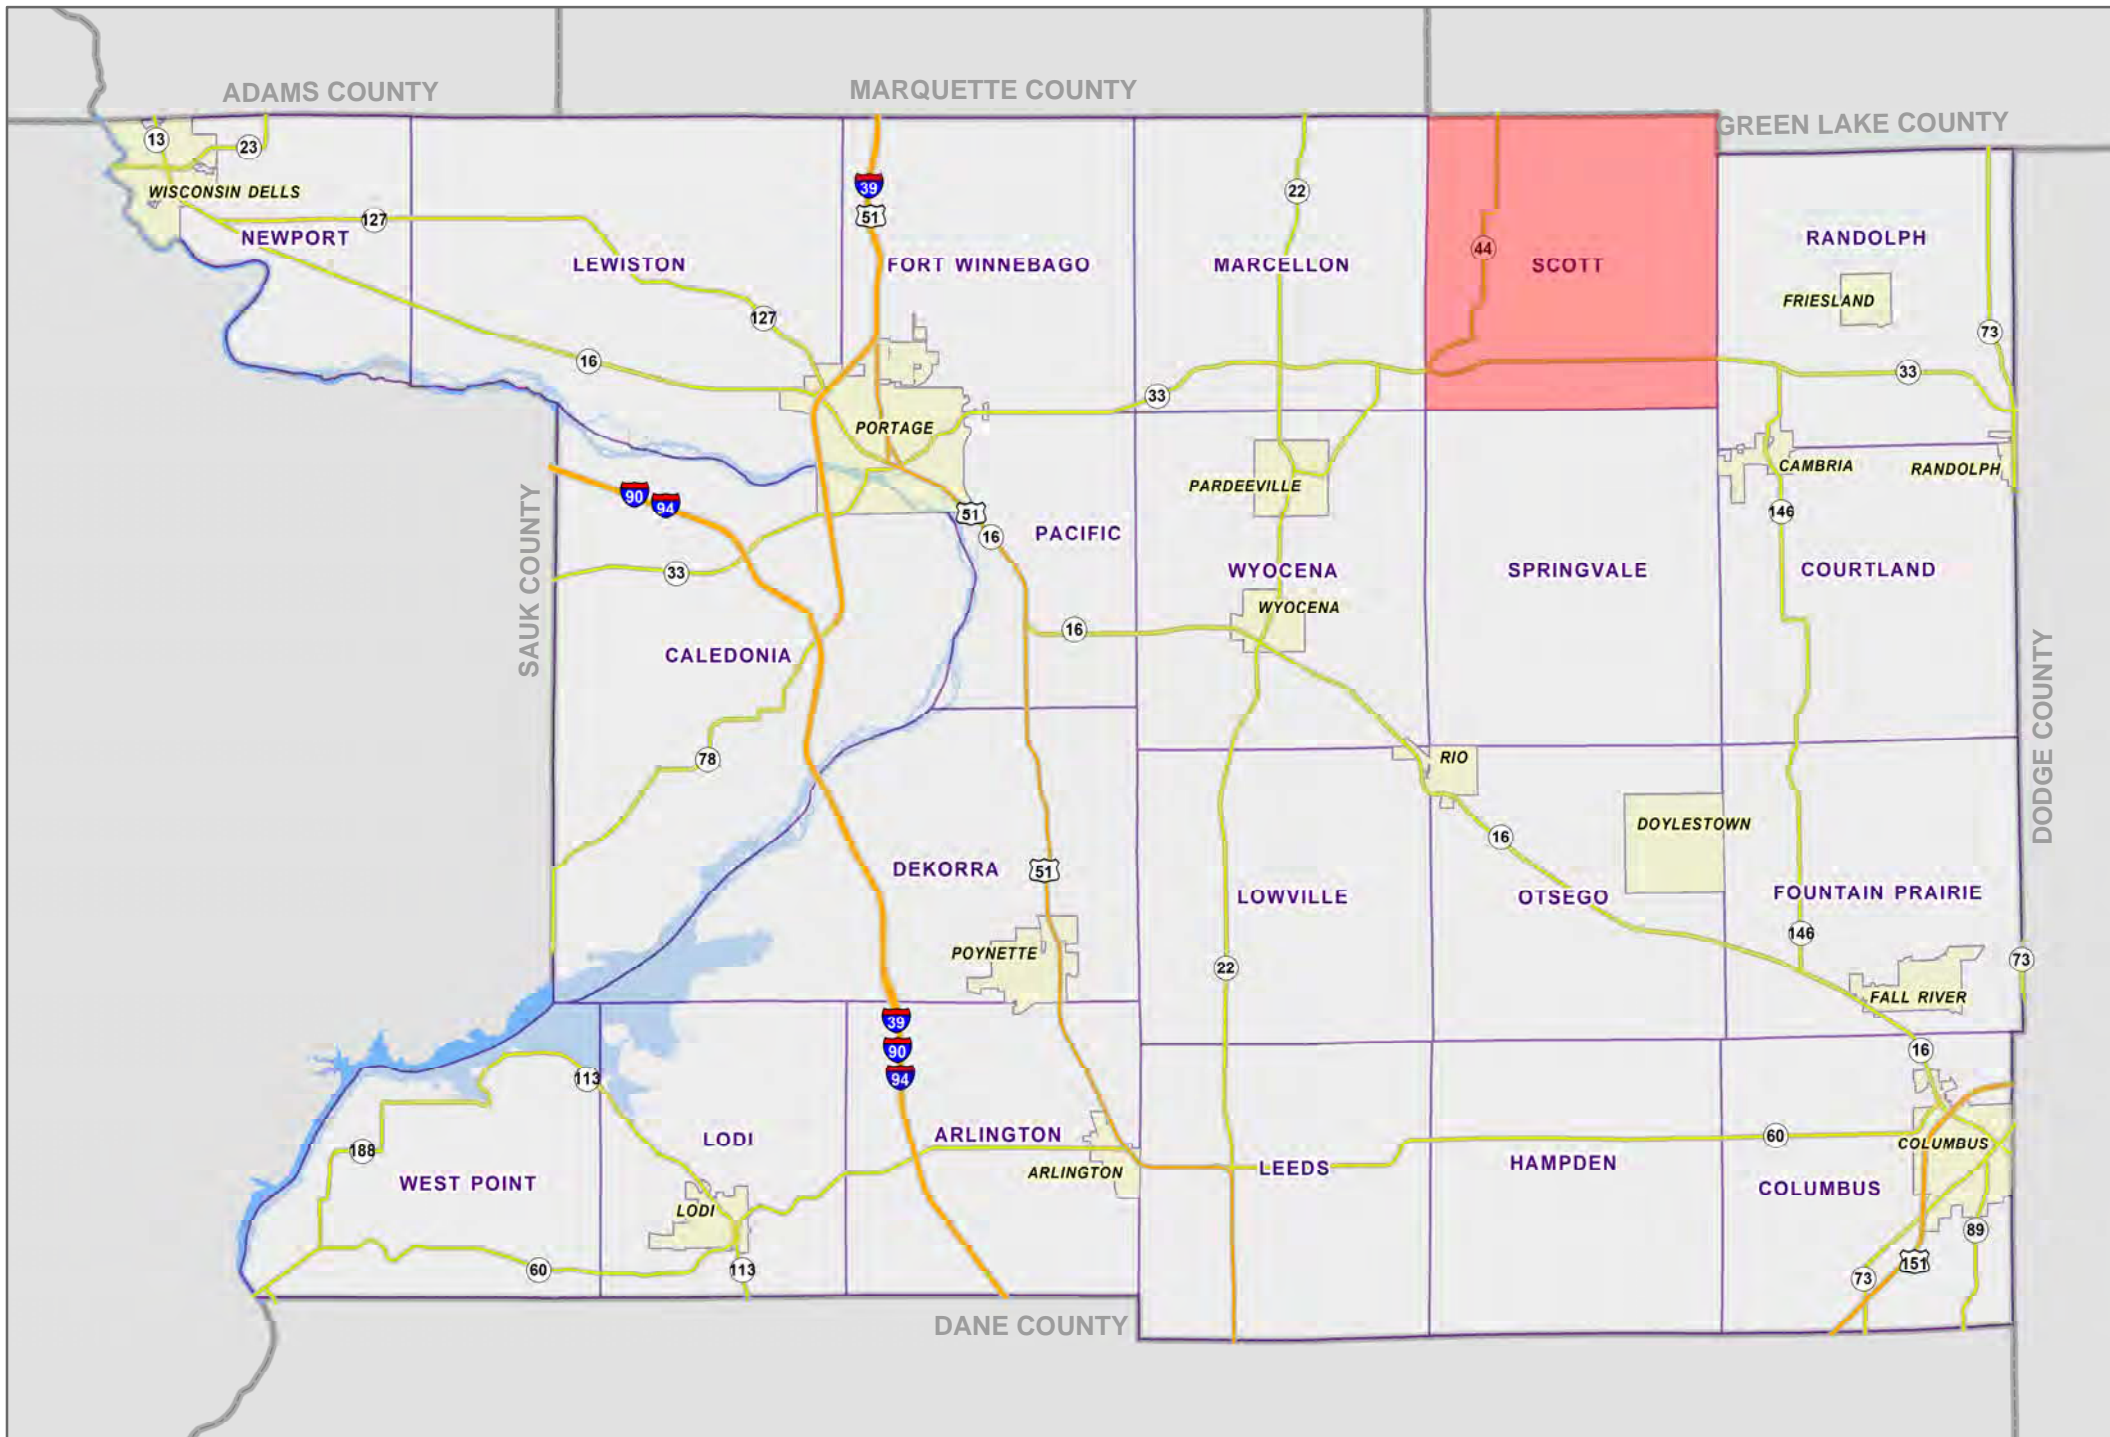 ADAMS COUNTY
MARQUETTE COUNTY
GREEN LAKE COUNTY
13
23
WISCONSIN DELLS
127
NEWPORT
LEWISTON
39
51
FORT WINNEBAGO
22
MARCELLON
44
SCOTT
RANDOLPH
FRIESLAND
73
127
16
33
33
PORTAGE
PARDEEVILLE
CAMBRIA
RANDOLPH
90
94
51
16
146
SAUK COUNTY
PACIFIC
33
WYOCENA
SPRINGVALE
COURTLAND
WYOCENA
16
CALEDONIA
DODGE COUNTY
78
RIO
DOYLESTOWN
16
DEKORRA
51
LOWVILLE
OTSEGO
FOUNTAIN PRAIRIE
146
POYNETTE
22
73
FALL RIVER
39
90
94
16
113
LODI
ARLINGTON
60
COLUMBUS
188
ARLINGTON
LEEDS
HAMPDEN
WEST POINT
COLUMBUS
LODI
89
60
113
151
73
DANE COUNTY